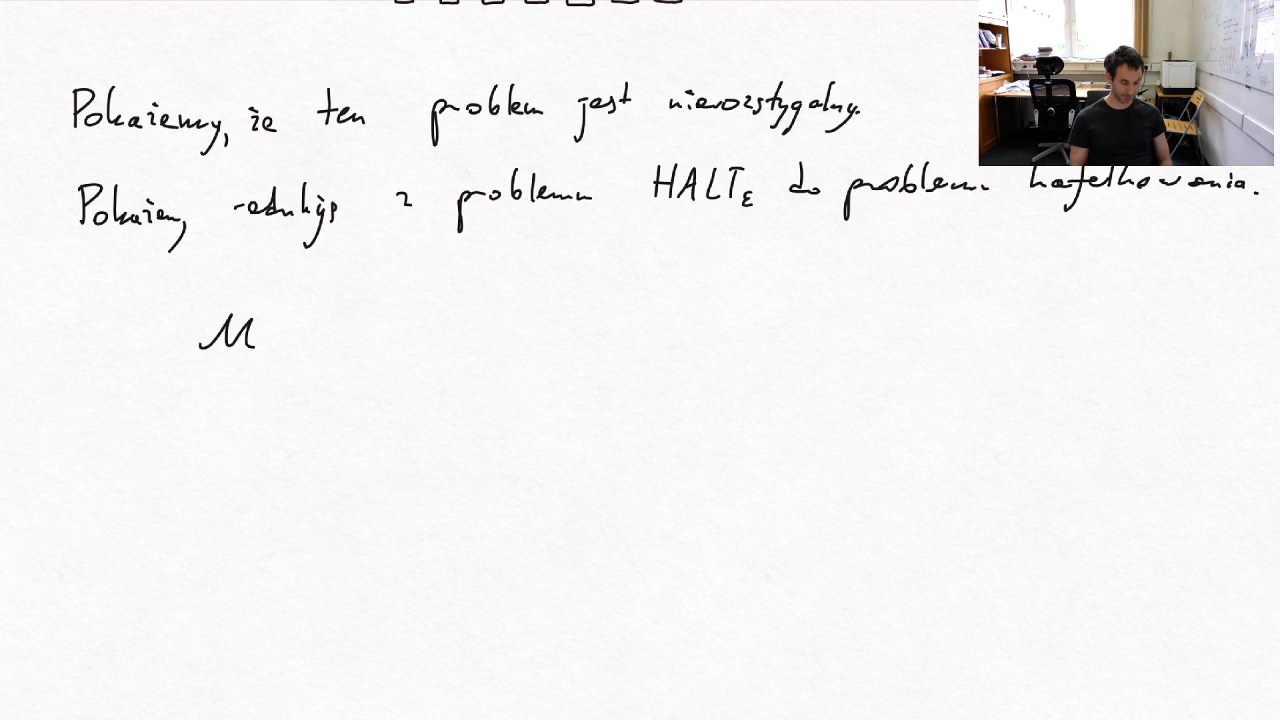 Pokażemy, że ten problem jest nierozstrzygalny.
Pokażemy redukcję z problemu HALT_ε do problemu kafelkowania.
M